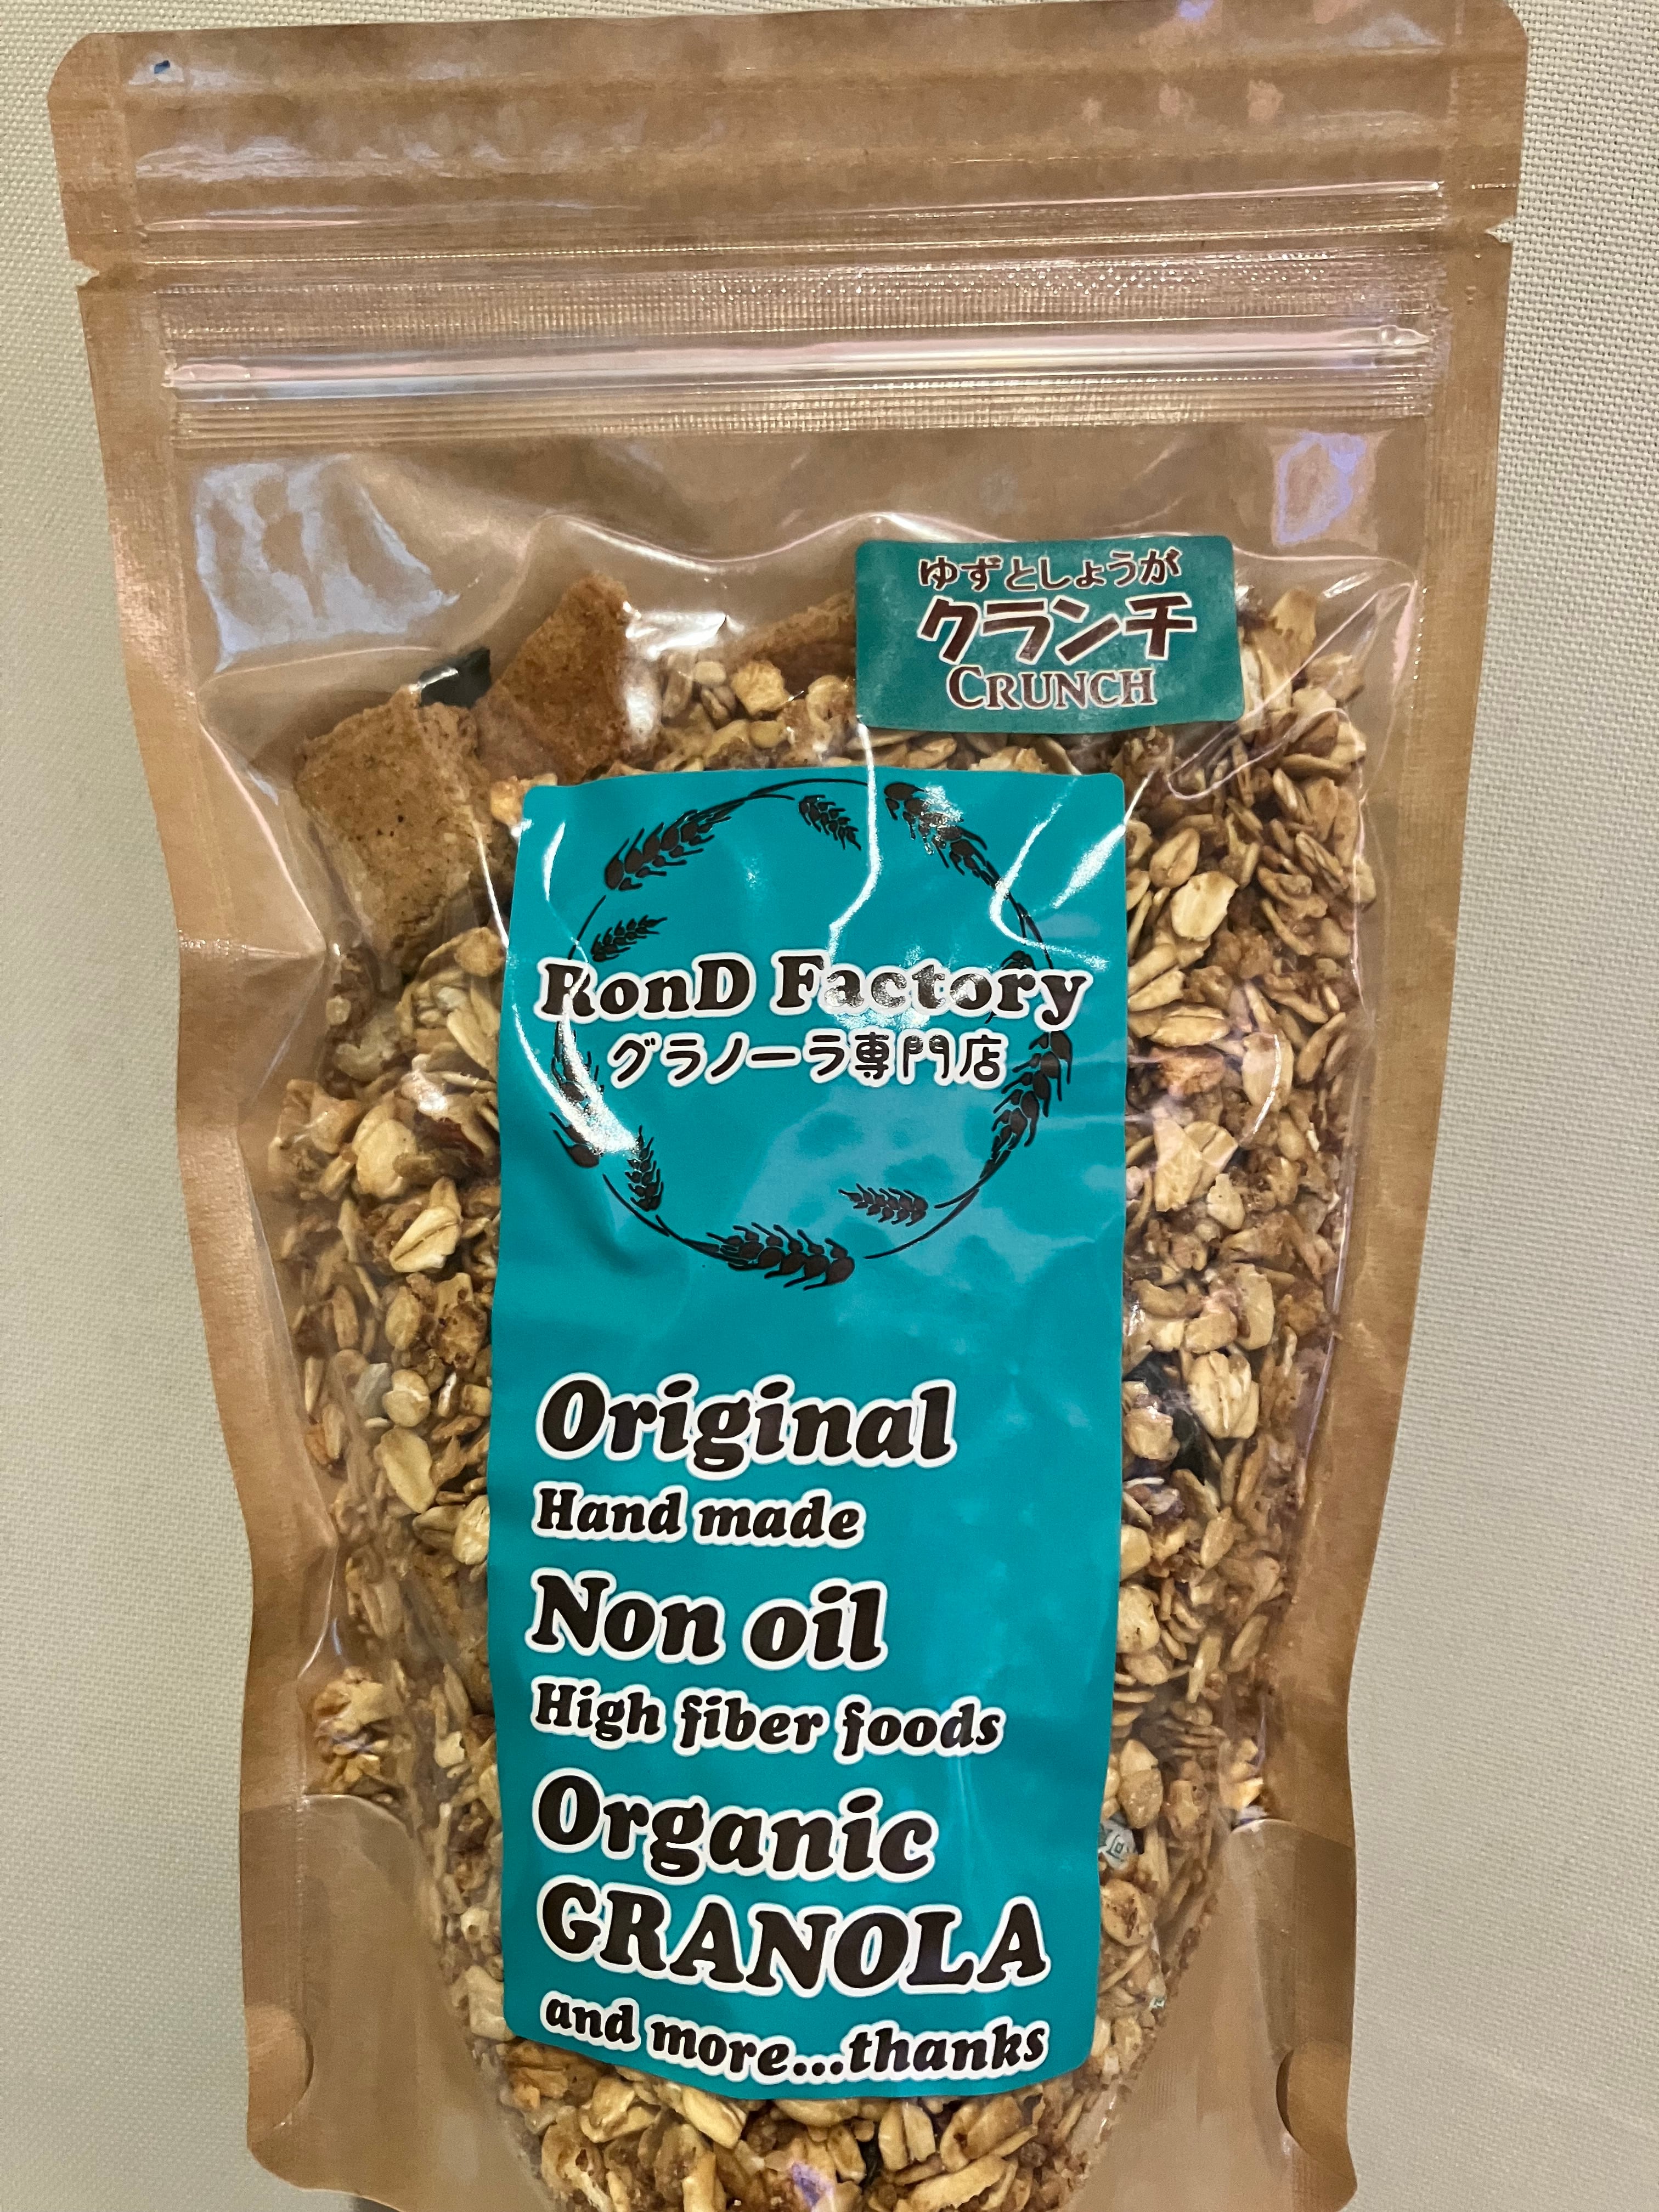 ゆずとしょうが
クランチ
CRUNCH
RonD Factory
グラノーラ専門店
Original
Hand made
Non oil
High fiber foods
Organic
GRANOLA
and more...thanks